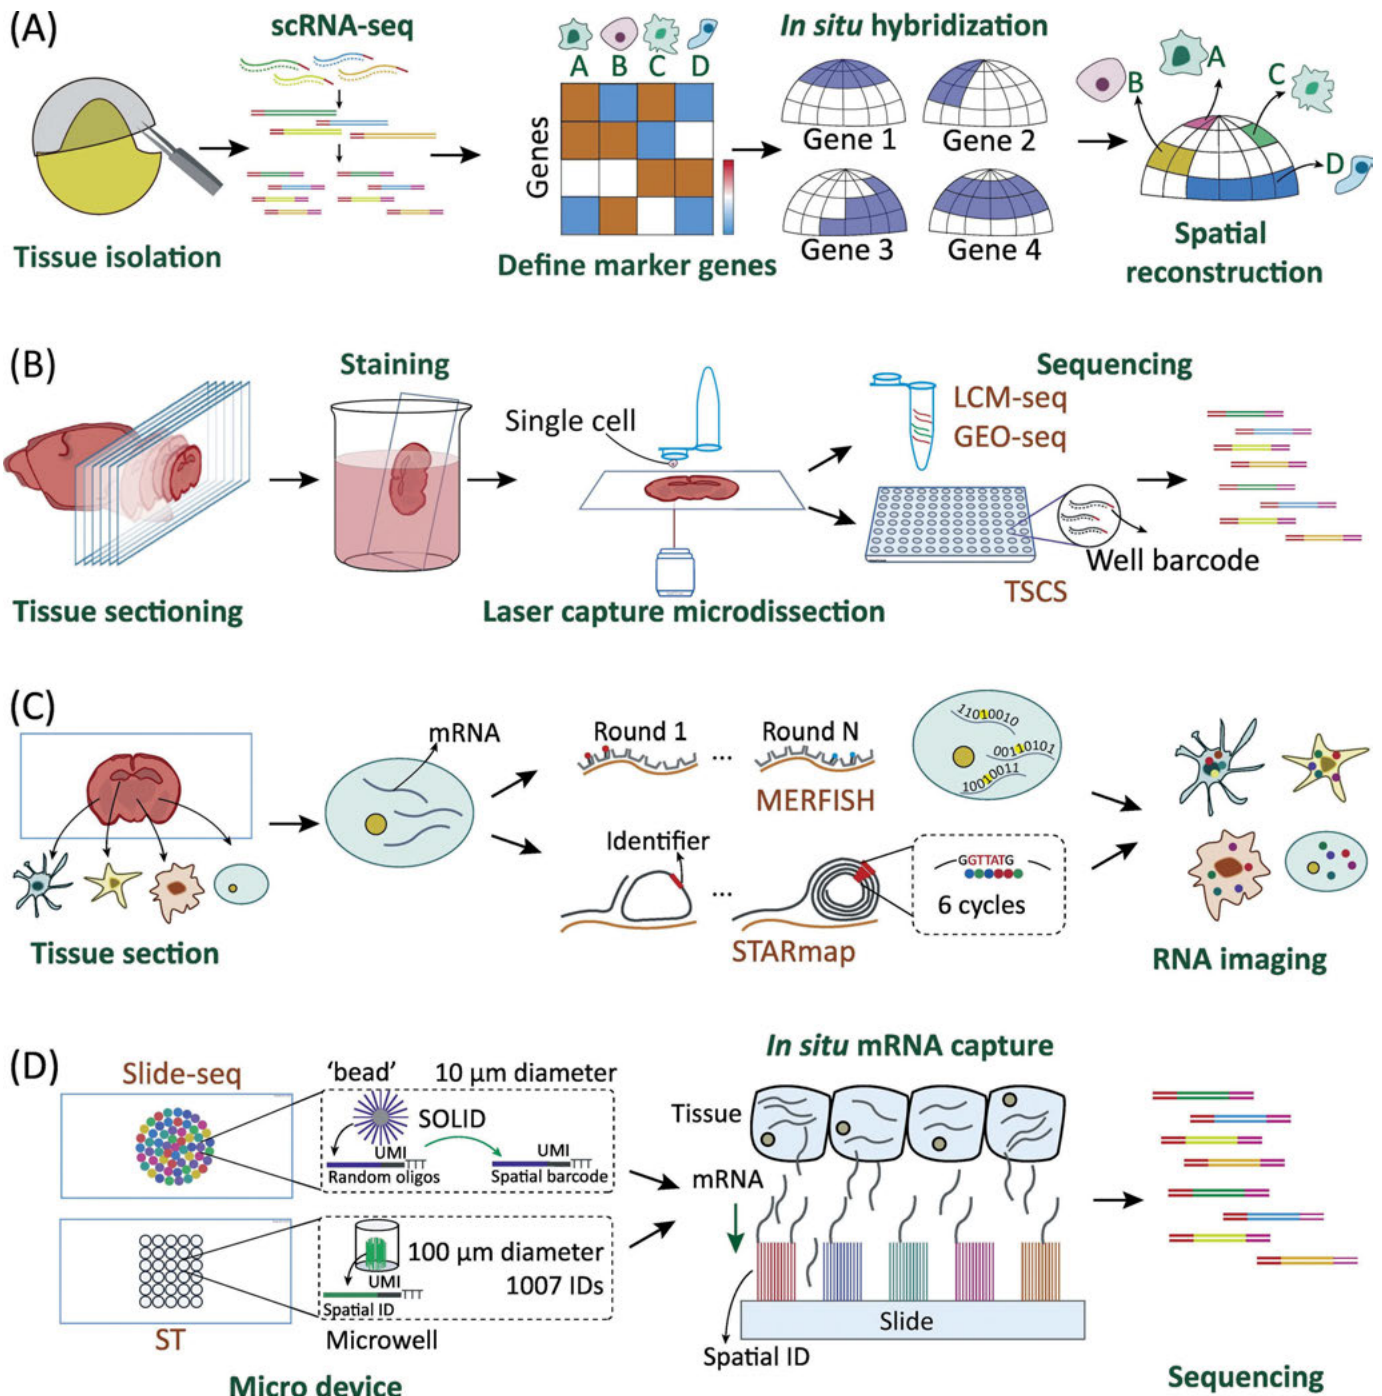 (A)
scRNA-seq
In situ hybridization
A B C D
Genes
Gene 1
Gene 2
Gene 3
Gene 4
B
A
C
D
Tissue isolation
Define marker genes
Spatial
reconstruction
(B)
Staining
Sequencing
Single cell
LCM-seq
GEO-seq
Well barcode
TSCS
Tissue sectioning
Laser capture microdissection
(C)
mRNA
Round 1
...
Round N
MERFISH
11010010
00110101
10010011
Identifier
...
GGTTATG
6 cycles
STARmap
Tissue section
RNA imaging
(D)
In situ mRNA capture
Slide-seq
'bead'
10 μm diameter
SOLID
UMI
TTT
Random oligos
UMI
TTT
Spatial barcode
Tissue
mRNA
100 μm diameter
1007 IDs
UMI
TTT
Spatial ID
ST
Microwell
Slide
Spatial ID
Micro device
Sequencing